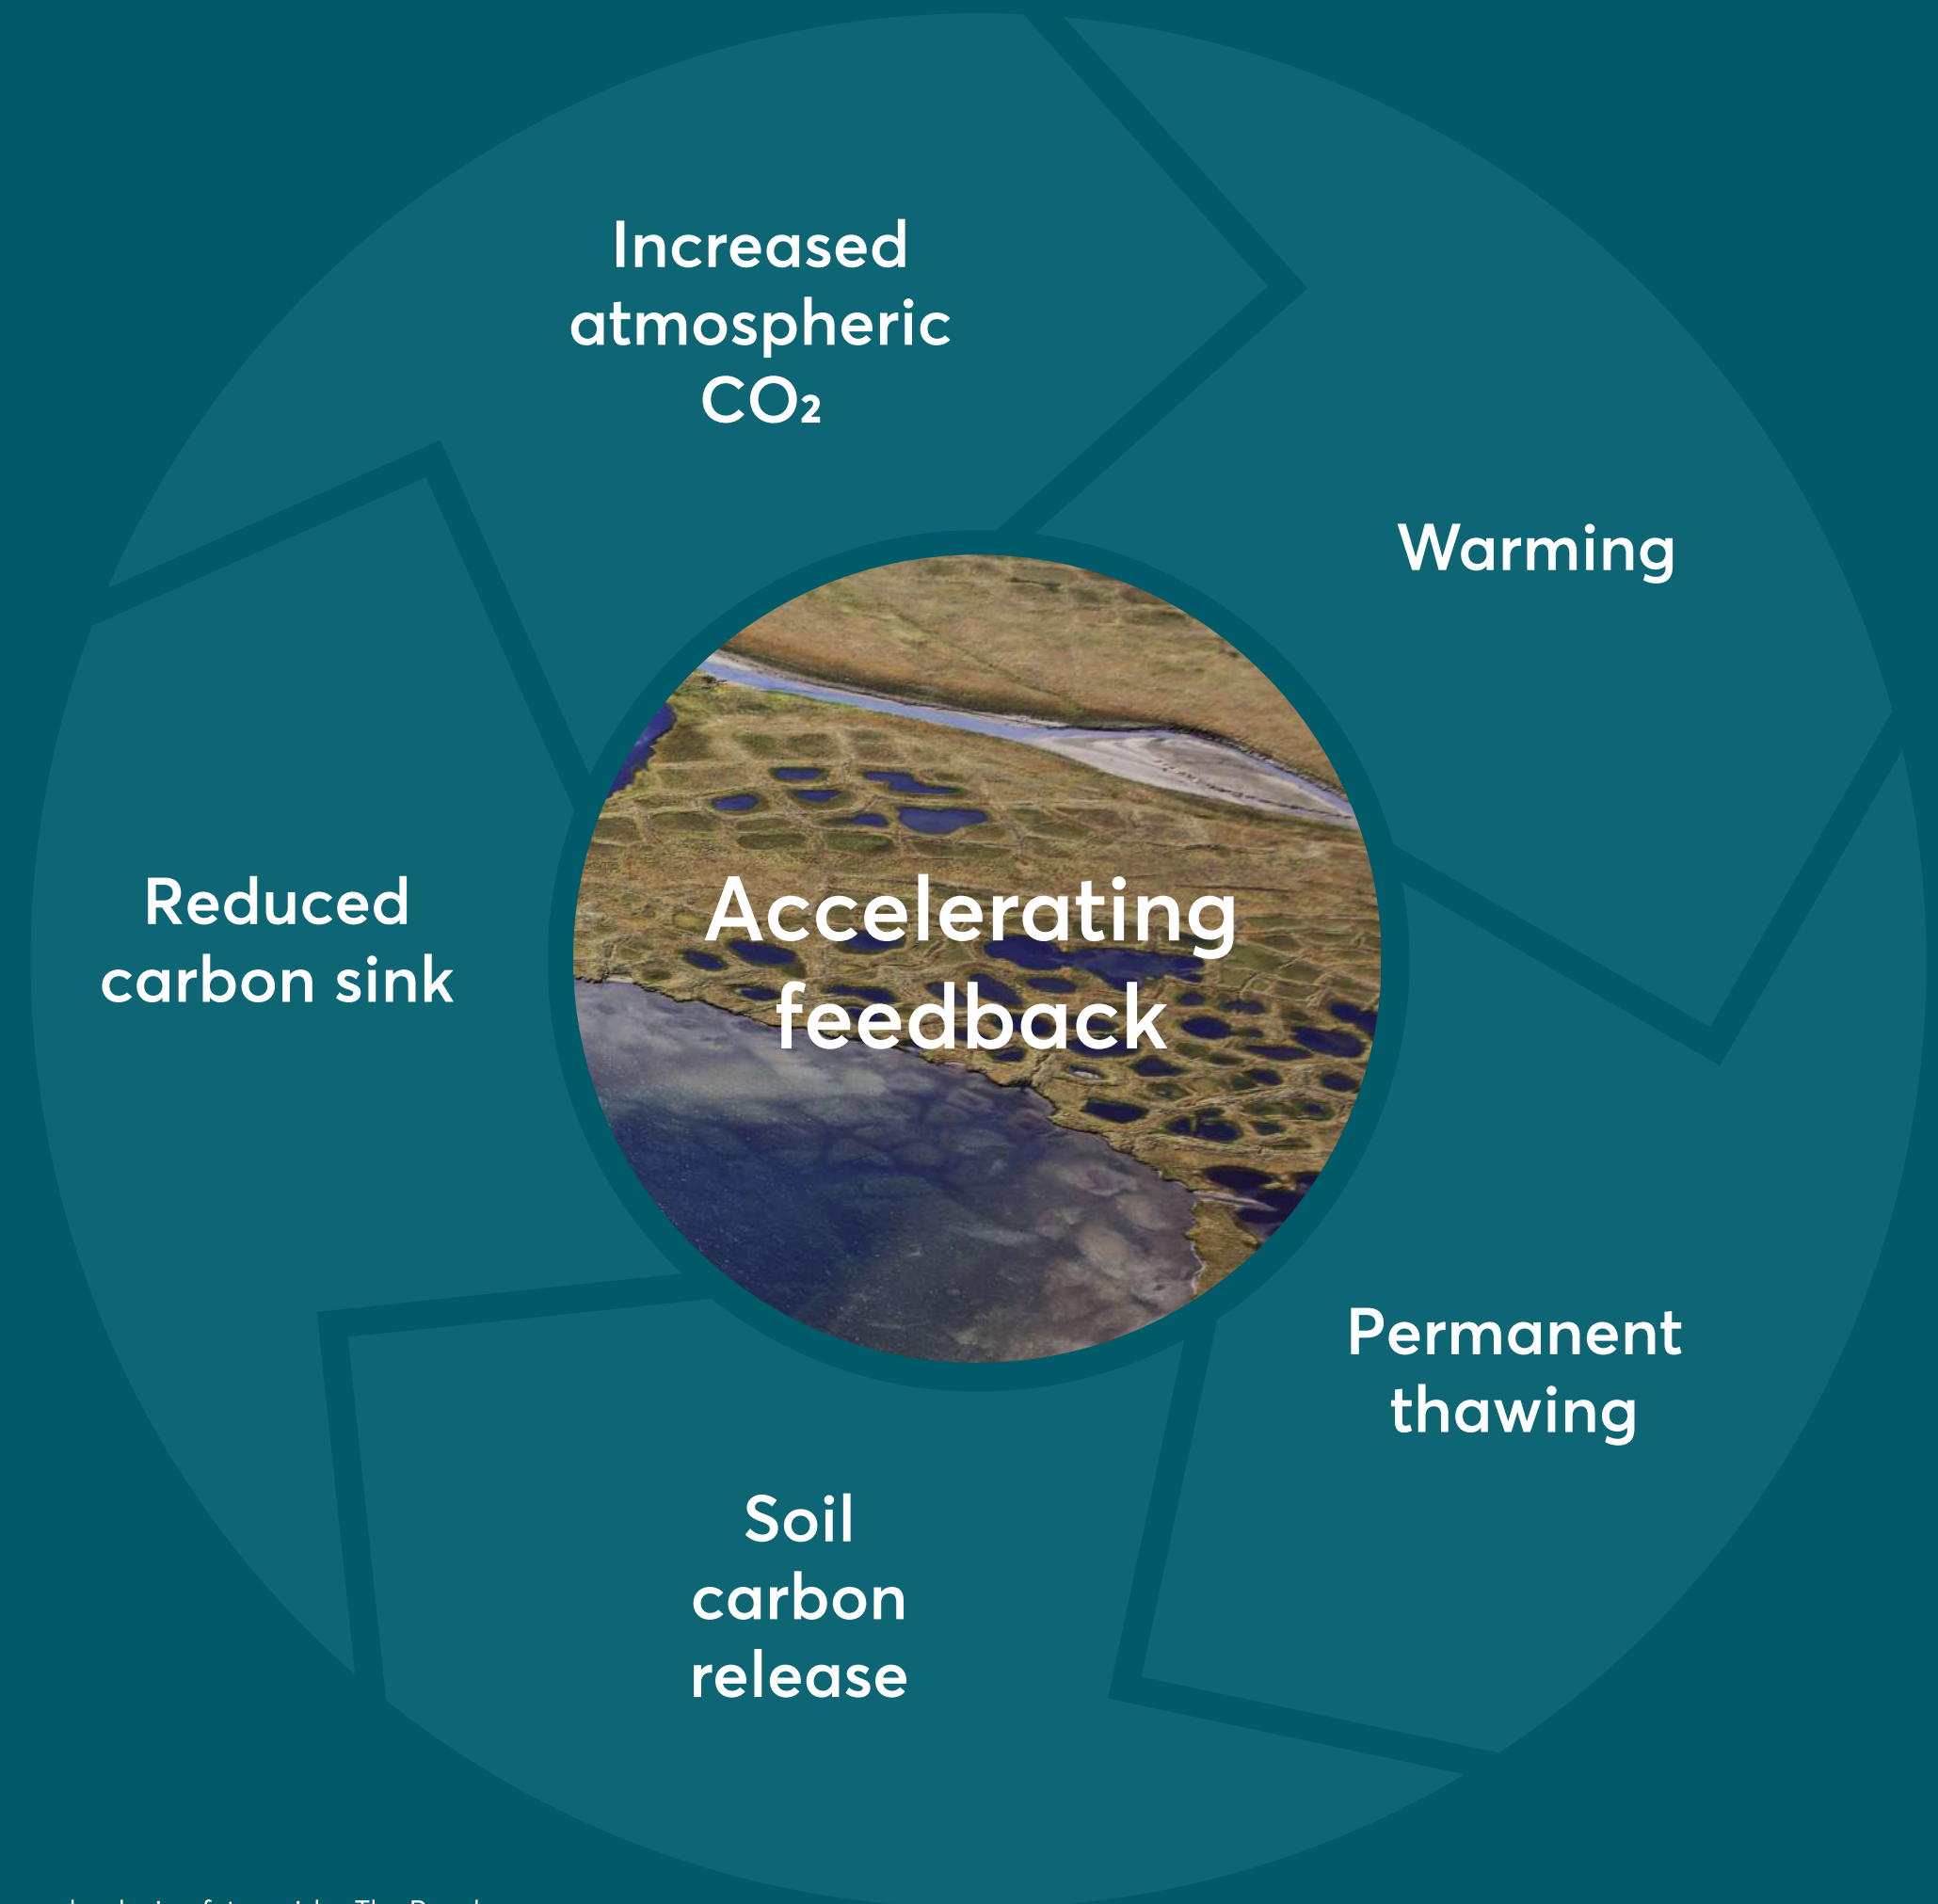 Increased
atmospheric
CO₂
Warming
Accelerating
feedback
Reduced
carbon sink
Permanent
thawing
Soil
carbon
release